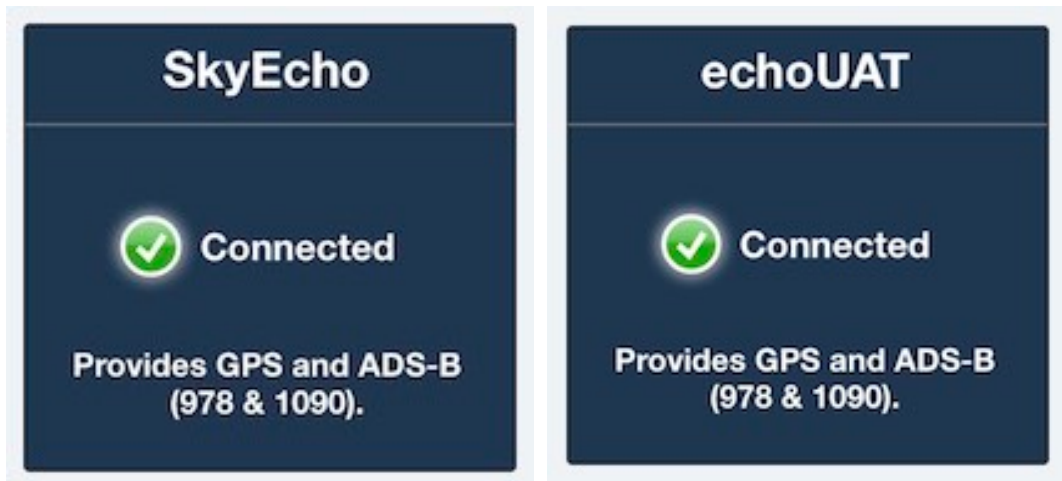 SkyEcho
Connected
Provides GPS and ADS-B
(978 & 1090).
echoUAT
Connected
Provides GPS and ADS-B
(978 & 1090).